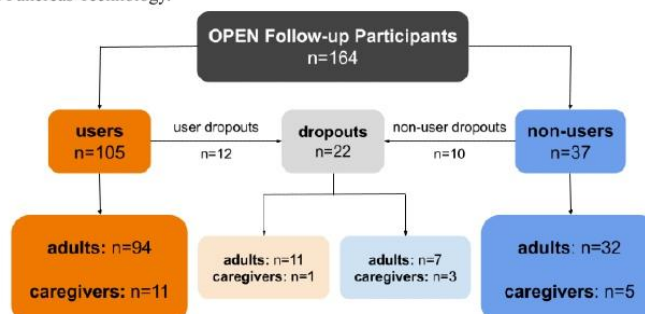 OPEN Follow-up Participants
n=164
users
n=105
user dropouts
n=12
dropouts
n=22
non-user dropouts
n=10
non-users
n=37
adults: n=94
caregivers: n=11
adults: n=11
caregivers: n=1
adults: n=7
caregivers: n=3
adults: n=32
caregivers: n=5